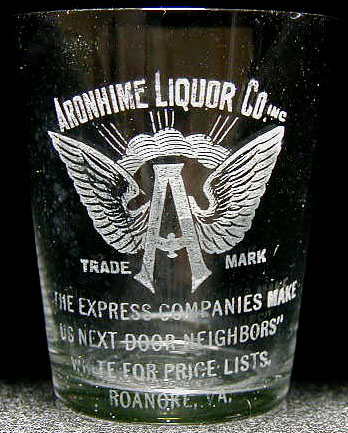 ARONHIME LIQUOR CO. INC
A
TRADE MARK
"THE EXPRESS COMPANIES MAKE
US NEXT DOOR NEIGHBORS"
WRITE FOR PRICE LISTS,
ROANOKE, VA.